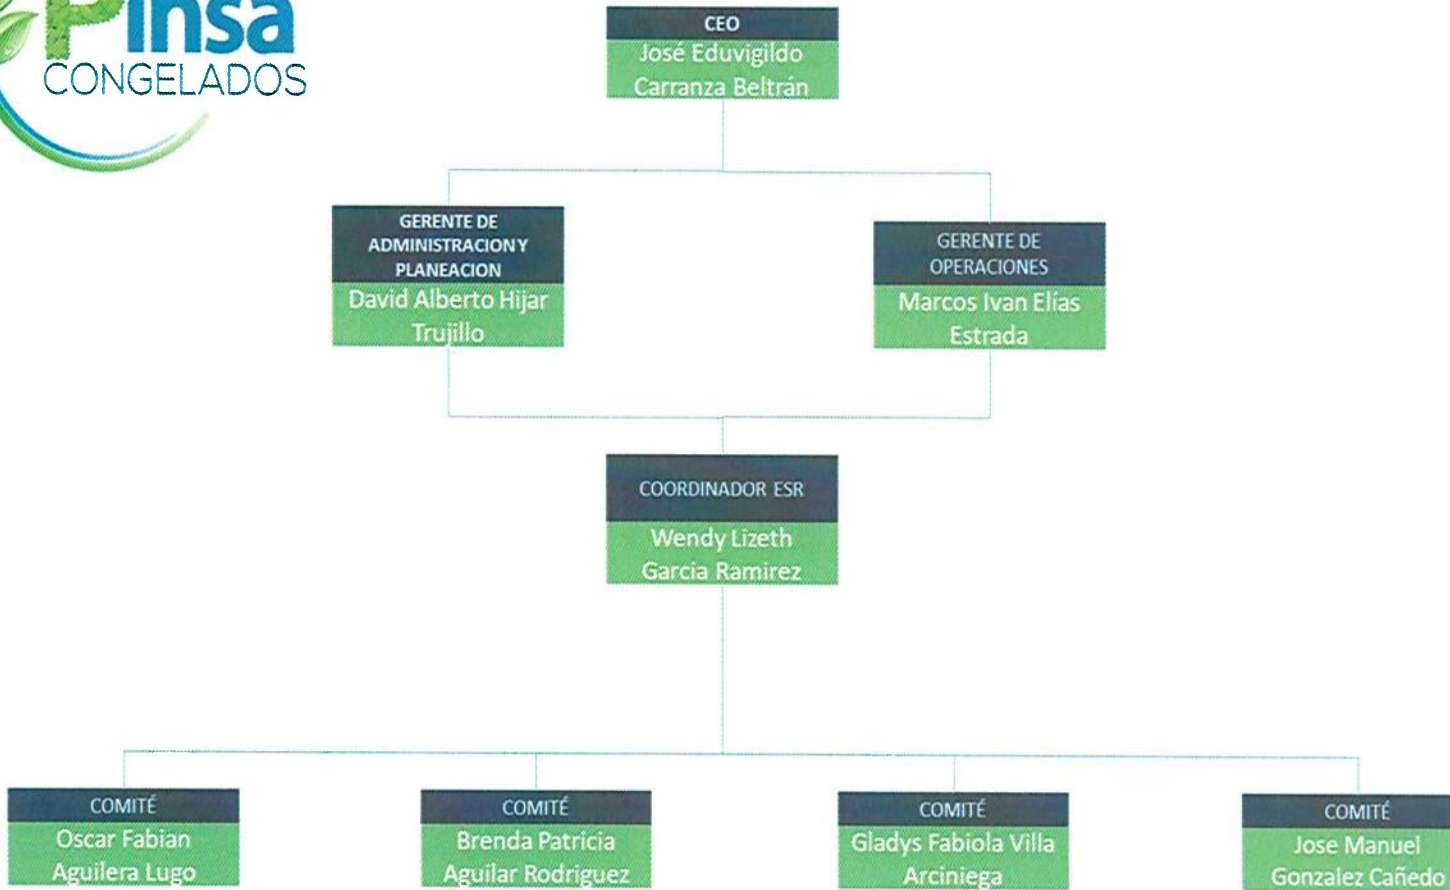 Pinsa
CONGELADOS
CEO
José Eduvigildo
Carranza Beltrán
GERENTE DE
ADMINISTRACION Y
PLANEACION
David Alberto Hijar
Trujillo
GERENTE DE
OPERACIONES
Marcos Ivan Elías
Estrada
COORDINADOR ESR
Wendy Lizeth
Garcia Ramirez
COMITÉ
Oscar Fabian
Aguilera Lugo
COMITÉ
Brenda Patricia
Aguilar Rodriguez
COMITÉ
Gladys Fabiola Villa
Arciniega
COMITÉ
Jose Manuel
Gonzalez Cañedo